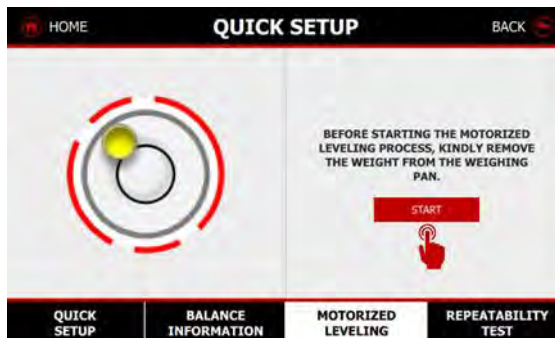 HOME
QUICK SETUP
BACK
BEFORE STARTING THE MOTORIZED
LEVELING PROCESS, KINDLY REMOVE
THE WEIGHT FROM THE WEIGHING
PAN.
START
QUICK
SETUP
BALANCE
INFORMATION
MOTORIZED
LEVELING
REPEATABILITY
TEST